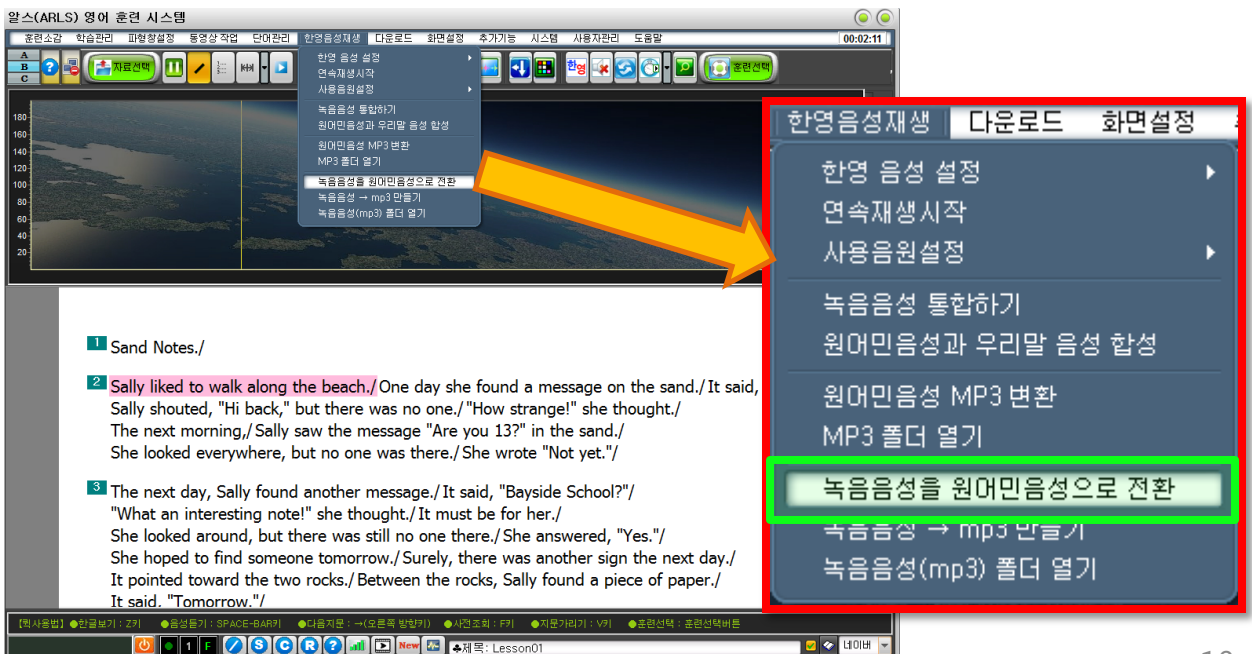 알스(ARLS) 영어 훈련 시스템
훈련소감 학습관리 파형창설정 동영상 작업 단어관리 한영음성재생 다운로드 화면설정 추가기능 시스템 사용자관리 도움말 00:02:11
A
B
C
자료선택
한영
훈련선택
한영 음성 설정
연속재생시작
사용음원설정
녹음음성 통합하기
원어민음성과 우리말 음성 합성
원어민음성 MP3 변환
MP3 폴더 열기
녹음음성을 원어민음성으로 전환
녹음음성 → mp3 만들기
녹음음성(mp3) 폴더 열기
180
160
140
120
100
80
60
40
20
한영음성재생 다운로드 화면설정
한영 음성 설정
연속재생시작
사용음원설정
녹음음성 통합하기
원어민음성과 우리말 음성 합성
원어민음성 MP3 변환
MP3 폴더 열기
녹음음성을 원어민음성으로 전환
녹음음성 → mp3 만들기
녹음음성(mp3) 폴더 열기
1 Sand Notes./
2 Sally liked to walk along the beach./ One day she found a message on the sand./ It said,
Sally shouted, "Hi back," but there was no one./ "How strange!" she thought./
The next morning,/ Sally saw the message "Are you 13?" in the sand./
She looked everywhere, but no one was there./ She wrote "Not yet."/
3 The next day, Sally found another message./ It said, "Bayside School?"/
"What an interesting note!" she thought./ It must be for her./
She looked around, but there was still no one there./ She answered, "Yes."/
She hoped to find someone tomorrow./ Surely, there was another sign the next day./
It pointed toward the two rocks./ Between the rocks, Sally found a piece of paper./
It said, "Tomorrow."/
[퀵사용법] ●한글보기 : Z키 ●음성듣기 : SPACE-BAR키 ●다음지문 : →(오른쪽 방향키) ●사전조회 : F키 ●지문가리기 : V키 ●훈련선택 : 훈련선택버튼
1 F S C R ? New ♣제목: Lesson01 네이버